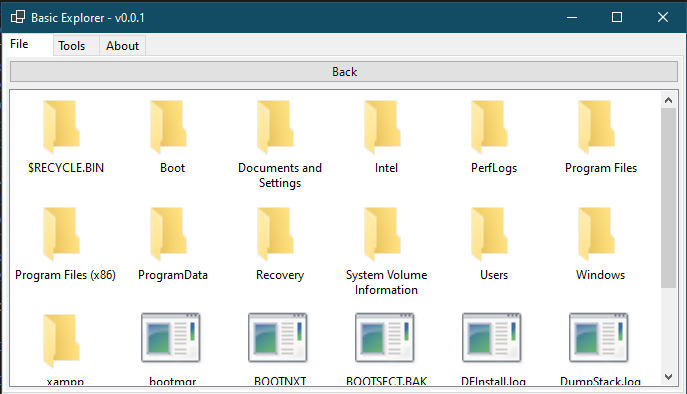 Basic Explorer - v0.0.1
File Tools About
Back
$RECYCLE.BIN Boot Documents and Settings Intel PerfLogs Program Files
Program Files (x86) ProgramData Recovery System Volume Information Users Windows
xampp bootmgr BOOTNXT BOOTSECT.BAK DFInstall.log DumpStack.log